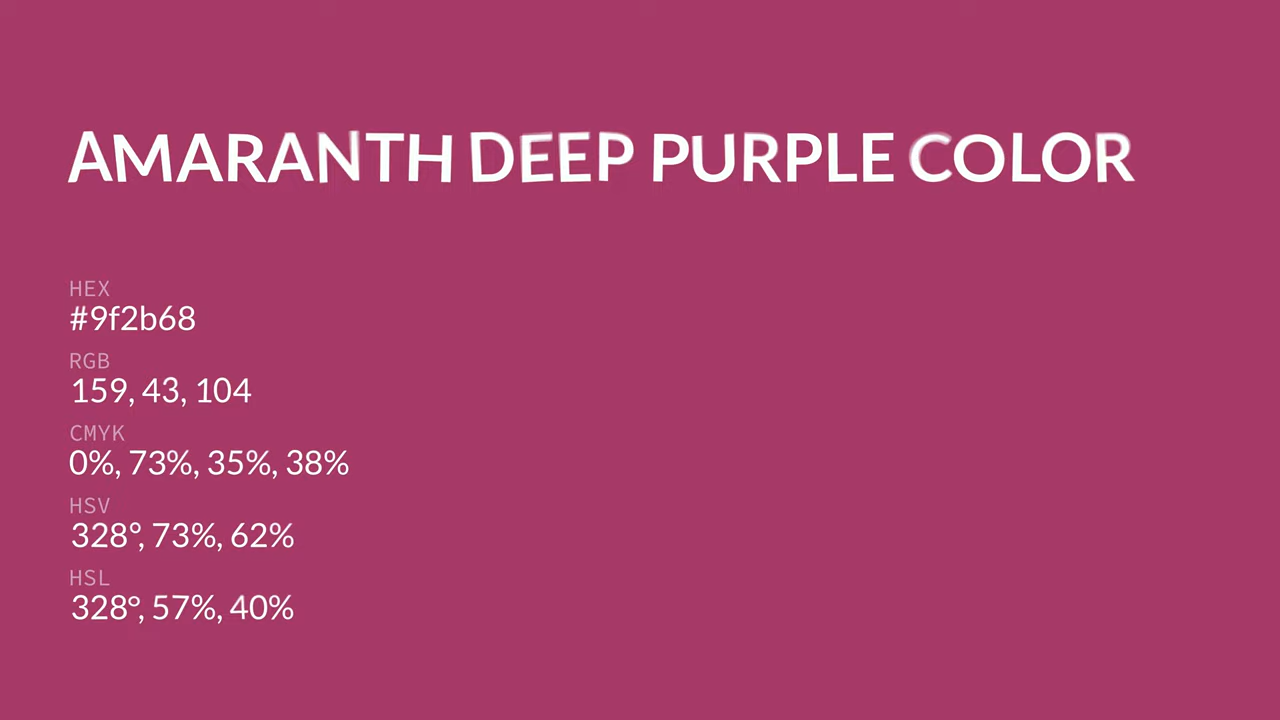 AMARANTH DEEP PURPLE COLOR
HEX
#9f2b68
RGB
159, 43, 104
CMYK
0%, 73%, 35%, 38%
HSV
328°, 73%, 62%
HSL
328°, 57%, 40%